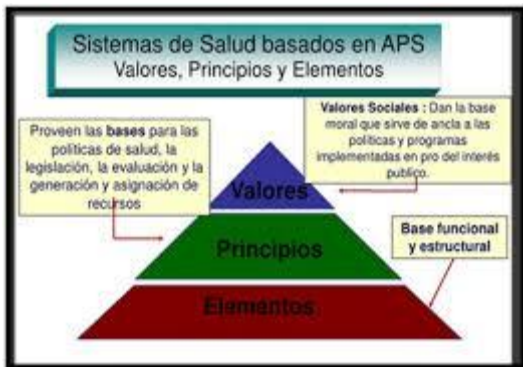 Sistemas de Salud basados en APS
Valores, Principios y Elementos
Valores Sociales : Dan la base
moral que sirve de ancla a las
políticas y programas
implementadas en pro del interés
publico.
Proveen las bases para las
políticas de salud, la
legislación, la evaluación y la
generación y asignación de
recursos
Valores
Principios
Base funcional
y estructural
Elementos